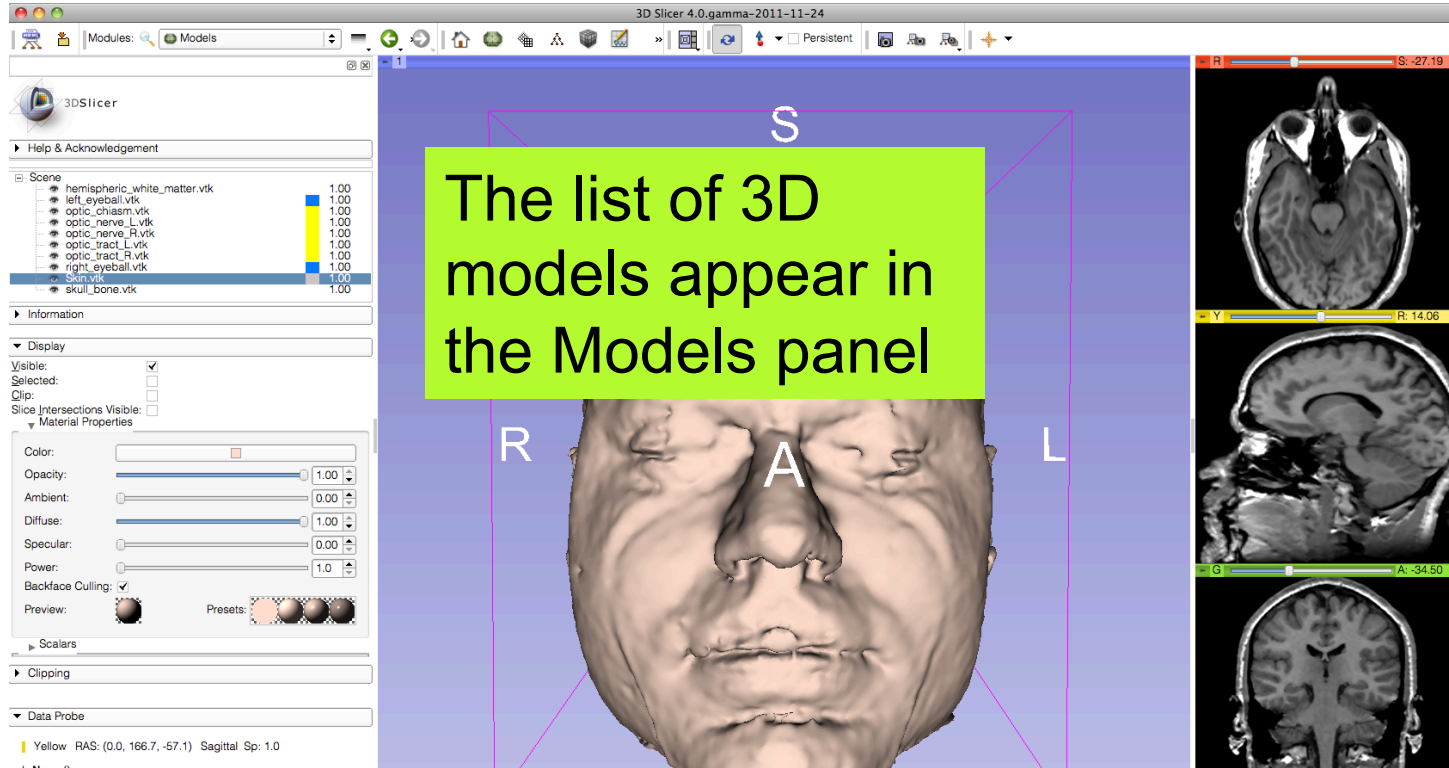 3D Slicer 4.0.gamma-2011-11-24
Modules: Models » Persistent
1
3DSlicer
Help & Acknowledgement
Scene
hemispheric_white_matter.vtk 1.00
left_eyeball.vtk 1.00
optic_chiasm.vtk 1.00
optic_nerve_L.vtk 1.00
optic_nerve_R.vtk 1.00
optic_tract_L.vtk 1.00
optic_tract_R.vtk 1.00
right_eyeball.vtk 1.00
Skin.vtk 1.00
skull_bone.vtk 1.00
Information
Display
Visible:
Selected:
Clip:
Slice Intersections Visible:
Material Properties
Color:
Opacity: 1.00
Ambient: 0.00
Diffuse: 1.00
Specular: 0.00
Power: 1.0
Backface Culling:
Preview: Presets:
Scalars
Clipping
Data Probe
Yellow RAS: (0.0, 166.7, -57.1) Sagittal Sp: 1.0
S
The list of 3D
models appear in
the Models panel
R A L
R S: -27.19
Y R: 14.06
G A: -34.50